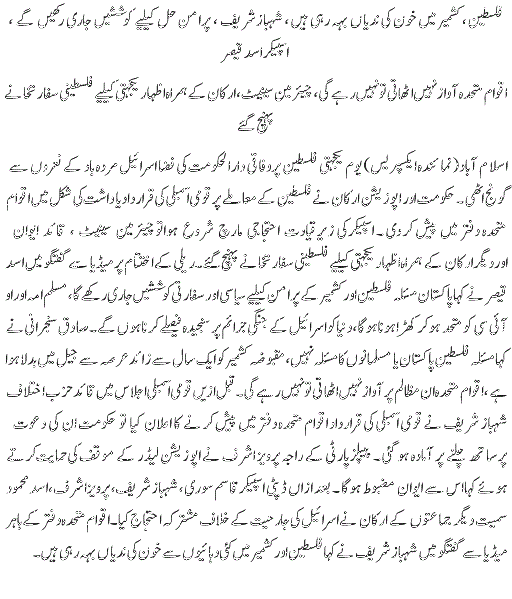 فلسطین، کشمیر میں خون کی ندیاں بہہ رہی ہیں، شہباز شریف، پرامن حل کیلیے کوششیں جاری رکھیں گے،
اسپیکر اسد قیصر
اقوام متحدہ آواز نہیں اٹھاتی تو نہیں رہے گی، چیئرمین سینیٹ، ارکان کے ہمراہ اظہار یکجہتی کیلیے فلسطینی سفارتخانے
پہنچ گئے
اسلام آباد (نمائندہ ایکسپریس) یوم یکجہتی فلسطین پر وفاقی دارالحکومت کی فضا اسرائیل مردہ باد کے نعروں سے
گونج اٹھی۔ حکومت اور اپوزیشن ارکان نے فلسطین کے معاملے پر قومی اسمبلی کی قرارداد یادداشت کی شکل میں اقوام
متحدہ دفتر میں پیش کر دی۔ اسپیکر کی زیر قیادت احتجاجی مارچ شروع ہوا تو چیئرمین سینیٹ، قائد ایوان
اور دیگر ارکان کے ہمراہ اظہار یکجہتی کیلیے فلسطینی سفارتخانے پہنچ گئے۔ ریلی کے اختتام پر میڈیا سے گفتگو میں اسد
قیصر نے کہا پاکستان مسئلہ فلسطین اور کشمیر کے پرامن کیلیے سیاسی اور سفارتی کوششیں جاری رکھے گا، مسلم امہ اور او
آئی سی کو متحد ہو کر کھڑا ہونا ہوگا، دنیا کو اسرائیل کے جنگی جرائم پر سنجیدہ فیصلے کرنا ہوں گے۔ صادق سنجرانی نے
کہا مسئلہ فلسطین پاکستان یا مسلمانوں کا مسئلہ نہیں، مقبوضہ کشمیر کو ایک سال سے زائد عرصہ سے جیل میں بدلا ہوا
ہے، اقوام متحدہ ان مظالم پر آواز نہیں اٹھاتی تو نہیں رہے گی۔ قبل ازیں قومی اسمبلی اجلاس میں قائد حزب اختلاف
شہباز شریف نے قومی اسمبلی کی قرارداد اقوام متحدہ دفتر میں پیش کرنے کا اعلان کیا تو حکومت ان کی دعوت
پر ساتھ چلنے پر آمادہ ہو گئی۔ پیپلزپارٹی کے راجہ پرویز اشرف نے اپوزیشن لیڈر کے موقف کی حمایت کرتے
ہوئے کہا اس سے ایوان مضبوط ہوگا۔ بعد ازاں ڈپٹی اسپیکر قاسم سوری، شہباز شریف، پرویز اشرف، اسد محمود
سمیت دیگر جماعتوں کے ارکان نے اسرائیل کی جارحیت کے خلاف مشترکہ احتجاج کیا۔ اقوام متحدہ دفتر کے باہر
میڈیا سے گفتگو میں شہباز شریف نے کہا فلسطین اور کشمیر میں کئی دہائیوں سے خون کی ندیاں بہہ رہی ہیں۔